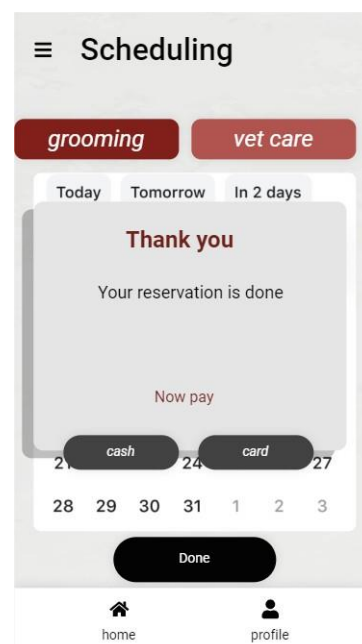 Scheduling
grooming vet care
Today Tomorrow In 2 days
Thank you
Your reservation is done
Now pay
cash card
24 27
28 29 30 31 1 2 3
Done
home profile